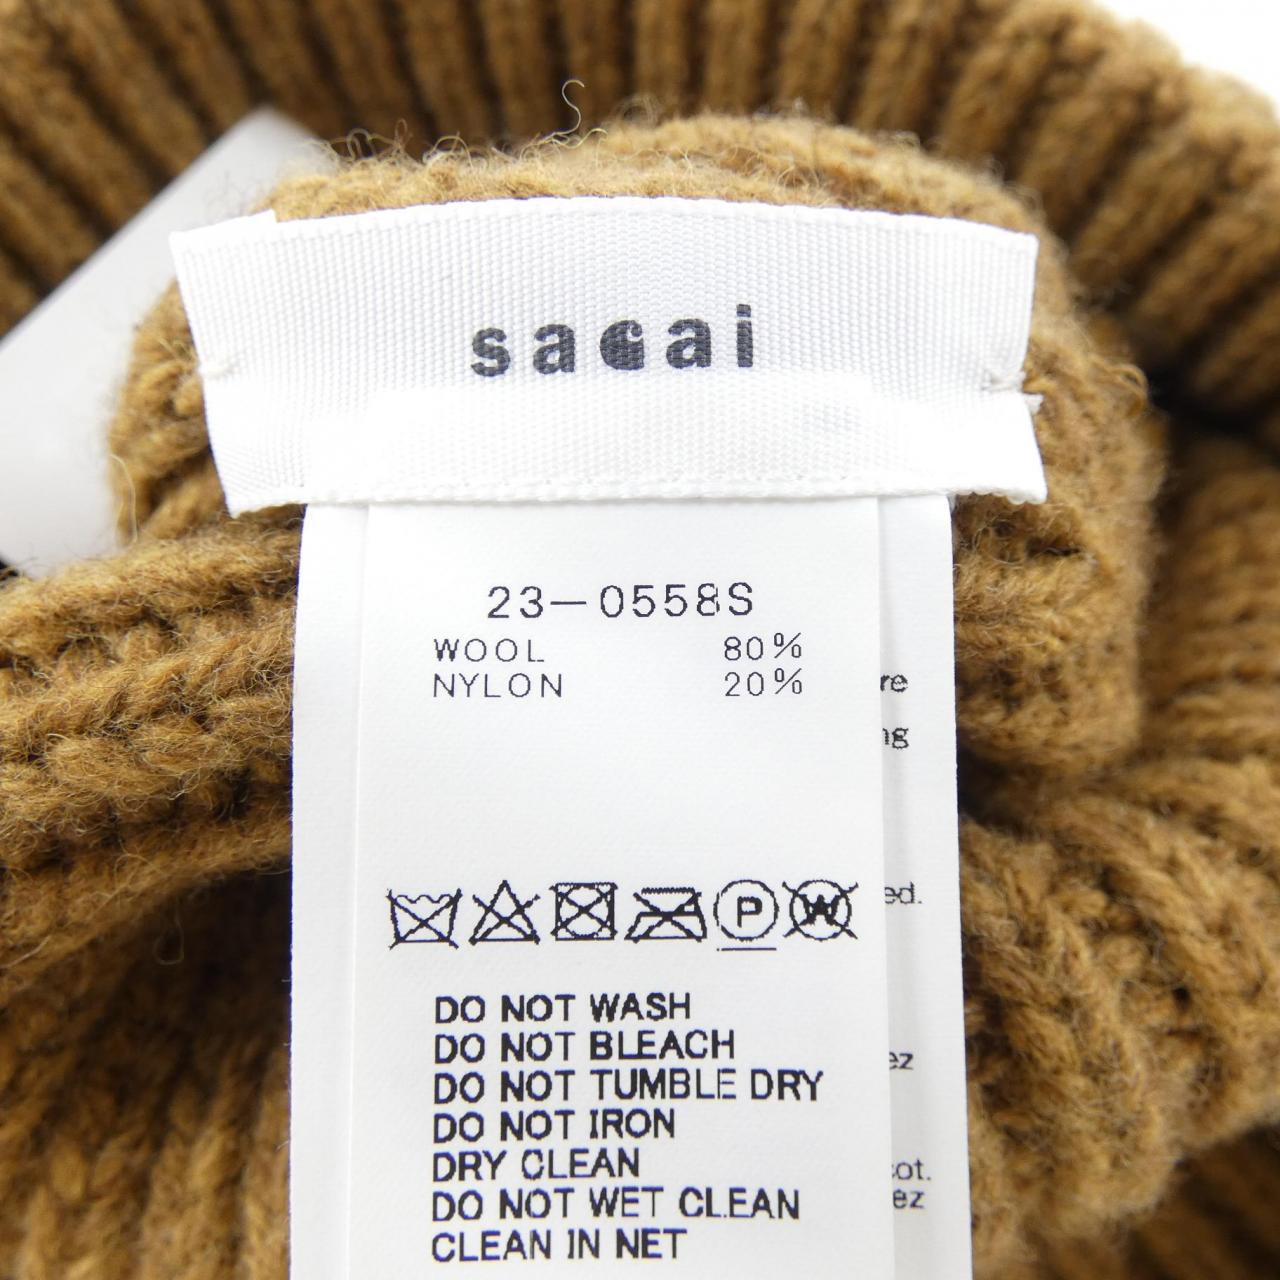 sacai
23-0558S
WOOL 80%
NYLON 20%
re
ng
ed.
P
W
DO NOT WASH
DO NOT BLEACH
ez
DO NOT TUMBLE DRY
DO NOT IRON
DRY CLEAN
cot.
DO NOT WET CLEAN
ez
CLEAN IN NET